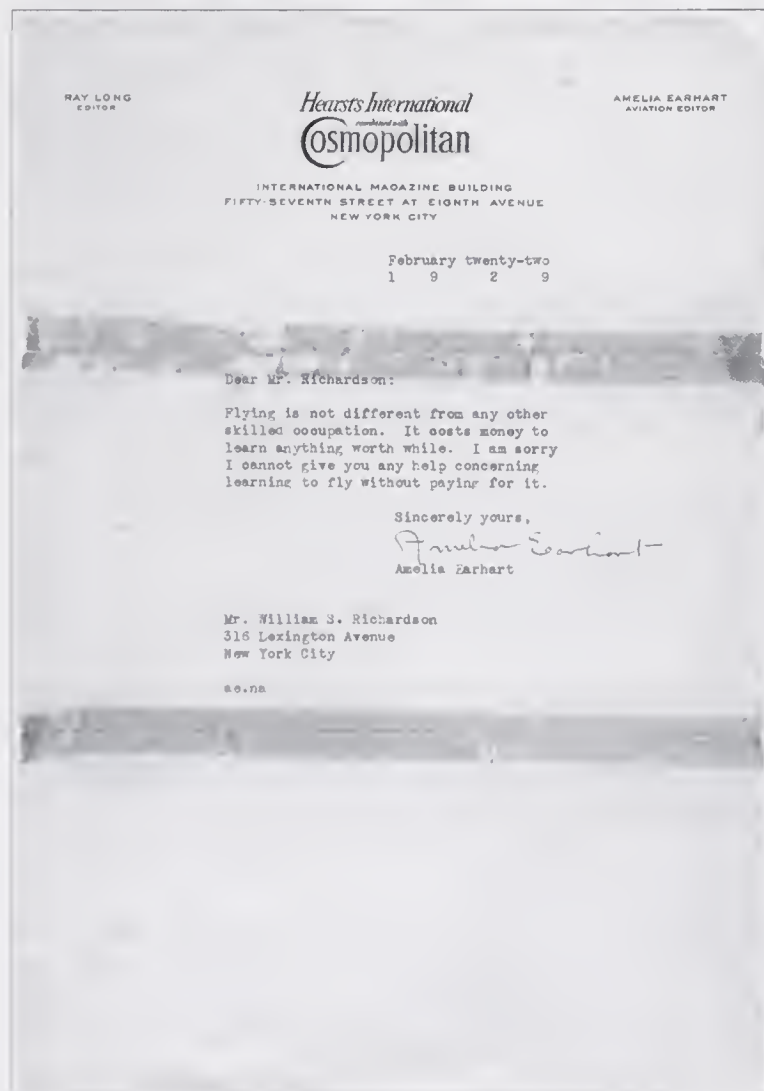 RAY LONG
EDITOR
Hearst's International
combined with
Cosmopolitan
AMELIA EARHART
AVIATION EDITOR
INTERNATIONAL MAGAZINE BUILDING
FIFTY-SEVENTH STREET AT EIGHTH AVENUE
NEW YORK CITY
February twenty-two
1 9 2 9
Dear Mr. Richardson:
Flying is not different from any other
skilled occupation. It costs money to
learn anything worth while. I am sorry
I cannot give you any help concerning
learning to fly without paying for it.
Sincerely yours,
Amelia Earhart
Amelia Earhart
Mr. William S. Richardson
316 Lexington Avenue
New York City
ae.na